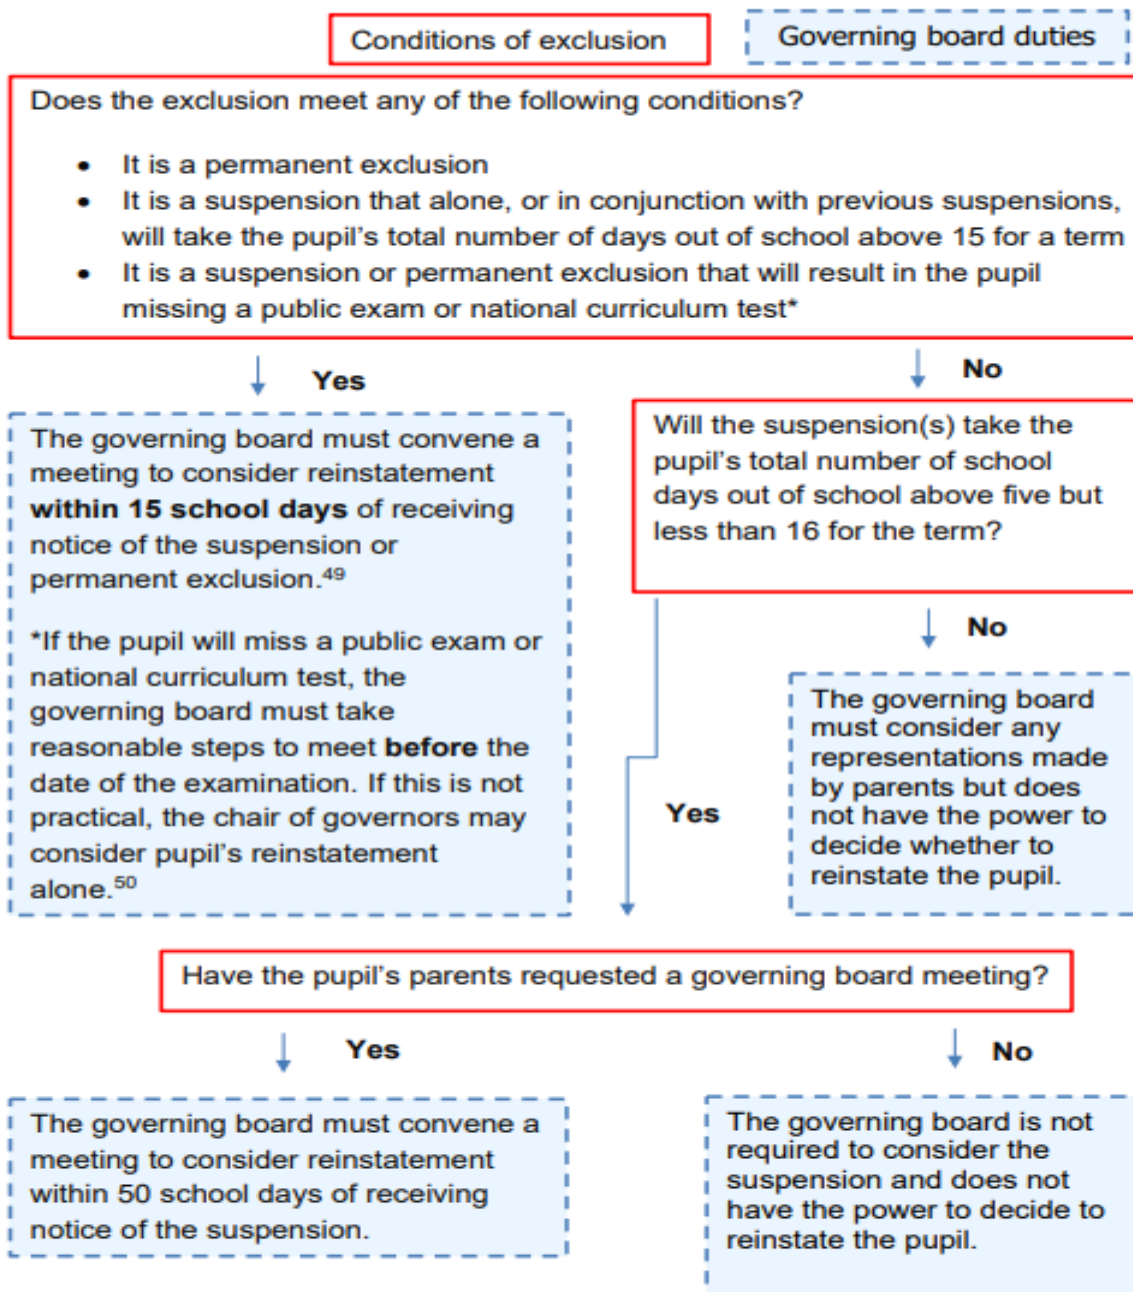 Conditions of exclusion
Governing board duties
Does the exclusion meet any of the following conditions?
• It is a permanent exclusion
• It is a suspension that alone, or in conjunction with previous suspensions,
will take the pupil's total number of days out of school above 15 for a term
• It is a suspension or permanent exclusion that will result in the pupil
missing a public exam or national curriculum test*
Yes
No
The governing board must convene a
meeting to consider reinstatement
within 15 school days of receiving
notice of the suspension or
permanent exclusion.49
*If the pupil will miss a public exam or
national curriculum test, the
governing board must take
reasonable steps to meet before the
date of the examination. If this is not
practical, the chair of governors may
consider pupil's reinstatement
alone.50
Will the suspension(s) take the
pupil's total number of school
days out of school above five but
less than 16 for the term?
No
The governing board
must consider any
representations made
by parents but does
not have the power to
decide whether to
reinstate the pupil.
Yes
Have the pupil's parents requested a governing board meeting?
Yes
No
The governing board must convene a
meeting to consider reinstatement
within 50 school days of receiving
notice of the suspension.
The governing board is not
required to consider the
suspension and does not
have the power to decide to
reinstate the pupil.